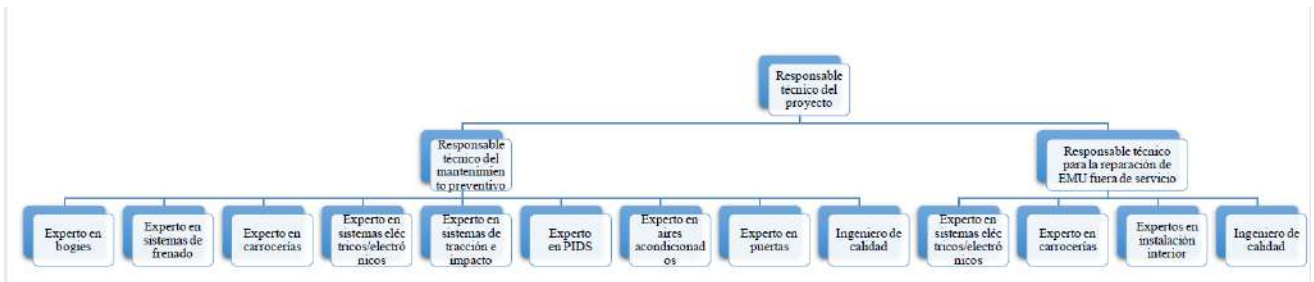 Responsable
técnico del
proyecto
Responsable
técnico del
mantenimien
to preventivo
Responsable técnico
para la reparación de
EMU fuera de servicio
Experto en
bogies
Experto en
sistemas de
frenado
Experto en
carrocerías
Experto en
sistemas eléc
tricos/electró
nicos
Experto en
sistemas de
tracción e
impacto
Experto
en PIDS
Experto en
aires
acondicionad
os
Experto en
puertas
Ingeniero de
calidad
Experto en
sistemas eléc
tricos/electró
nicos
Experto en
carrocerías
Expertos en
instalación
interior
Ingeniero de
calidad